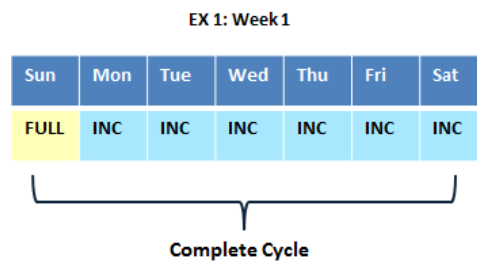 EX 1: Week 1
Sun Mon Tue Wed Thu Fri Sat
FULL INC INC INC INC INC INC
Complete Cycle